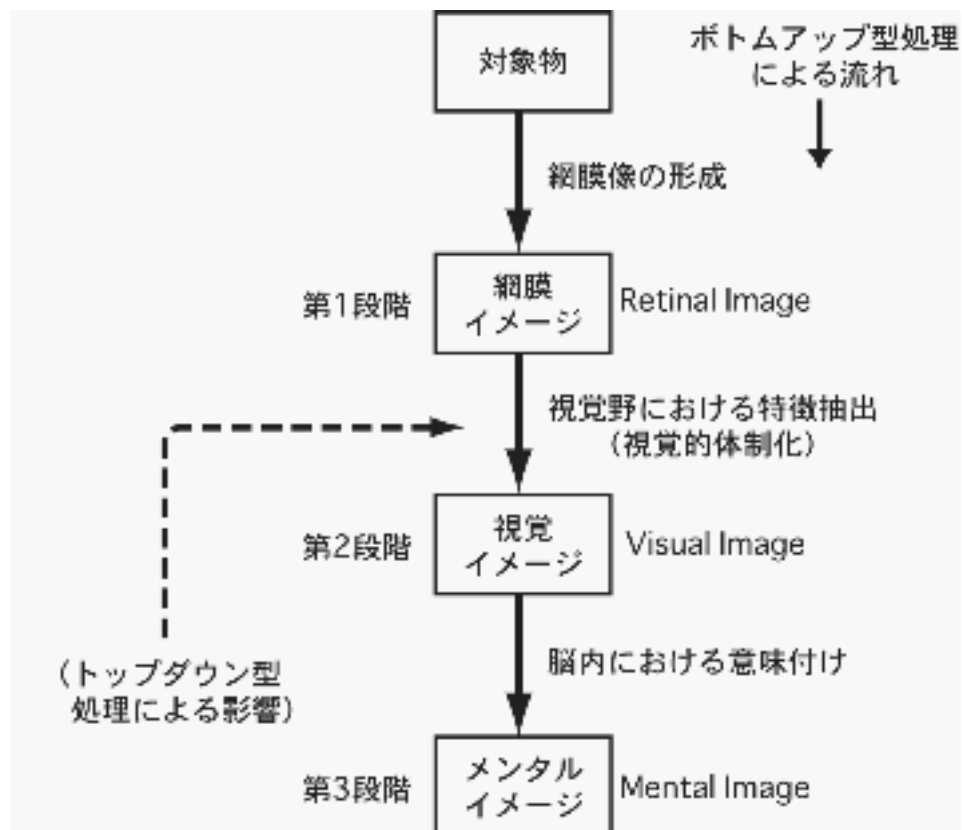 対象物
ボトムアップ型処理
による流れ
網膜像の形成
第1段階
網膜
イメージ
Retinal Image
視覚野における特徴抽出
（視覚的体制化）
第2段階
視覚
イメージ
Visual Image
脳内における意味付け
（トップダウン型
処理による影響）
第3段階
メンタル
イメージ
Mental Image